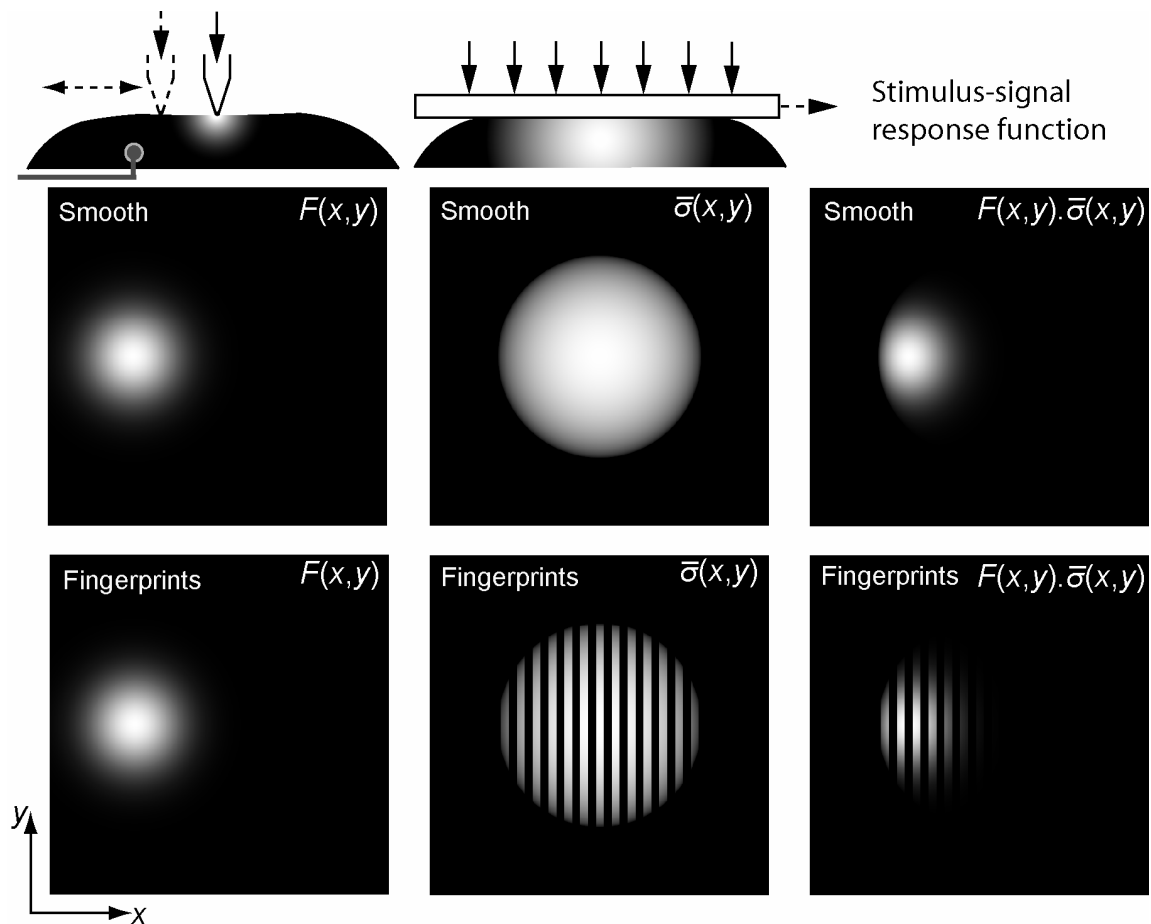 Stimulus-signal
response function
Smooth F(x,y)
Smooth σ̅(x,y)
Smooth F(x,y).σ̅(x,y)
Fingerprints F(x,y)
Fingerprints σ̅(x,y)
Fingerprints F(x,y).σ̅(x,y)
y
x